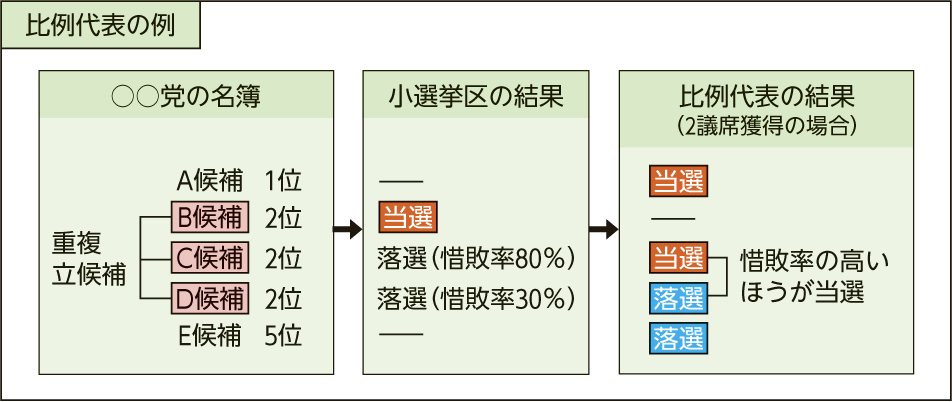 比例代表の例
○○党の名簿
A候補 1位
B候補 2位
C候補 2位
D候補 2位
E候補 5位
重複
立候補
小選挙区の結果
――
当選
落選（惜敗率80％）
落選（惜敗率30％）
――
比例代表の結果
（2議席獲得の場合）
当選
――
当選
落選
落選
惜敗率の高い
ほうが当選